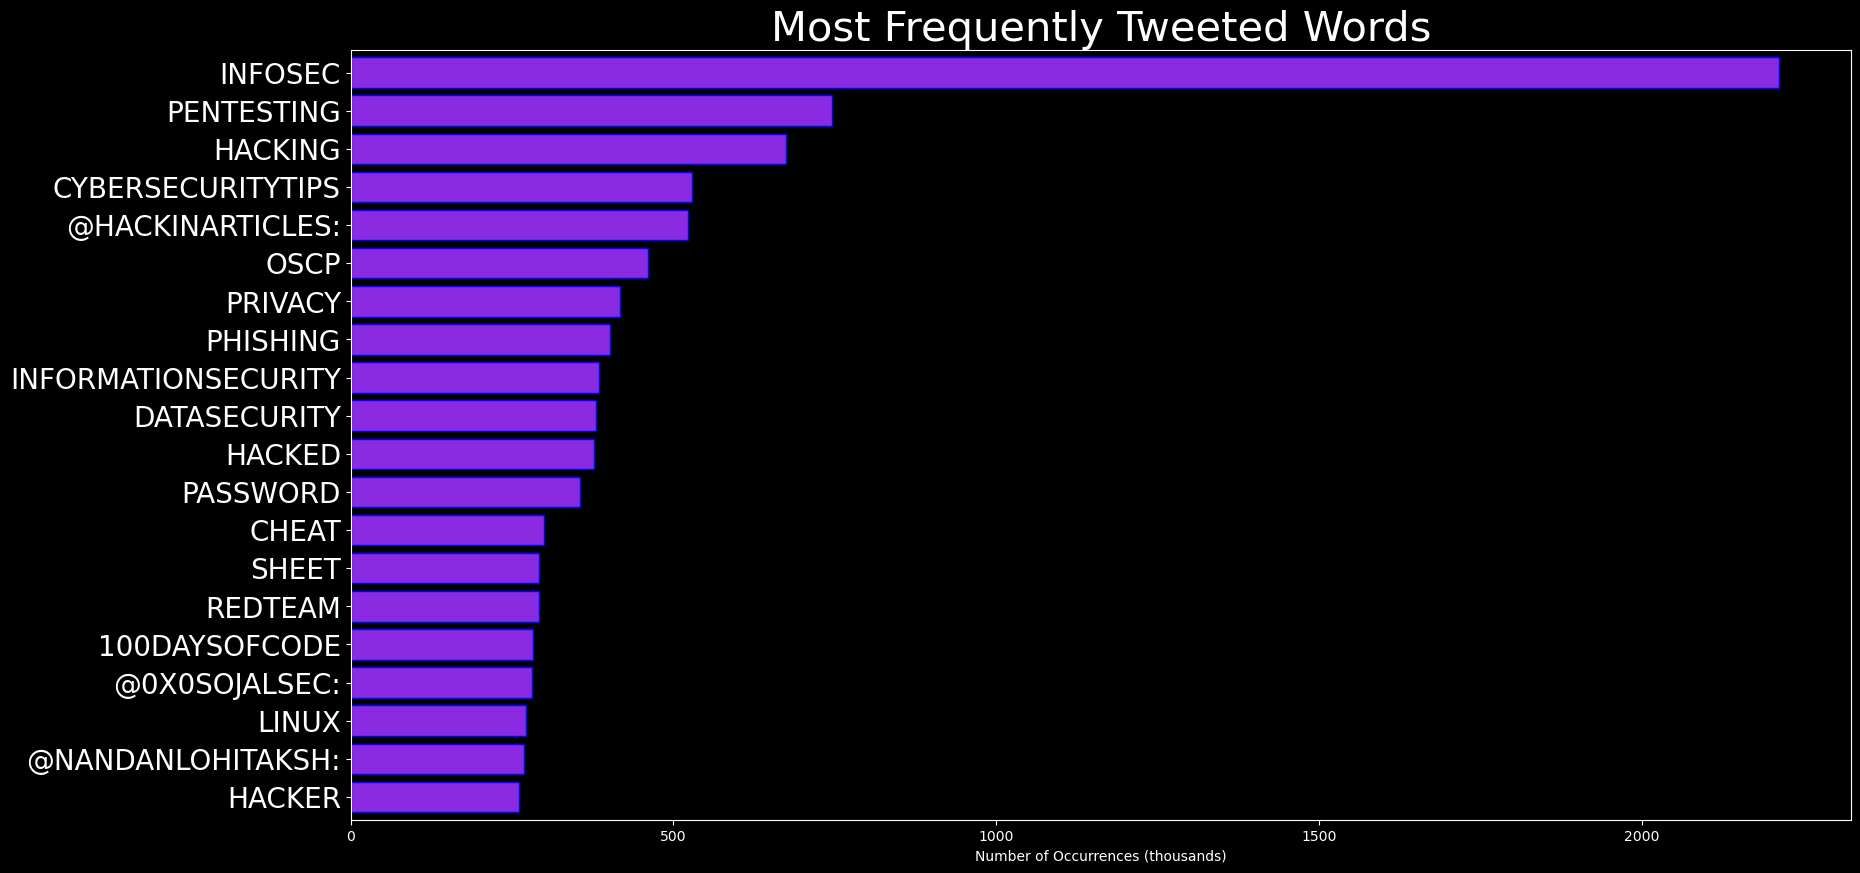 Most Frequently Tweeted Words
INFOSEC
PENTESTING
HACKING
CYBERSECURITYTIPS
@HACKINARTICLES:
OSCP
PRIVACY
PHISHING
INFORMATIONSECURITY
DATASECURITY
HACKED
PASSWORD
CHEAT
SHEET
REDTEAM
100DAYSOFCODE
@0X0SOJALSEC:
LINUX
@NANDANLOHITAKSH:
HACKER
0 500 1000 1500 2000
Number of Occurrences (thousands)